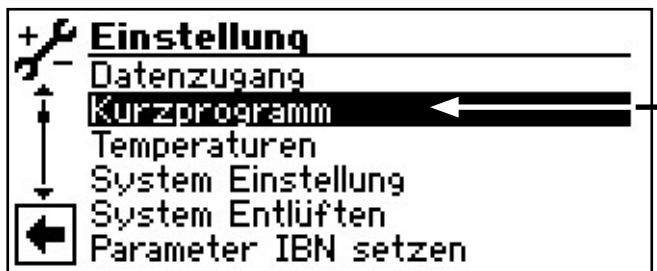 Einstellung
Datenzugang
Kurzprogramm
Temperaturen
System Einstellung
System Entlüften
Parameter IBN setzen